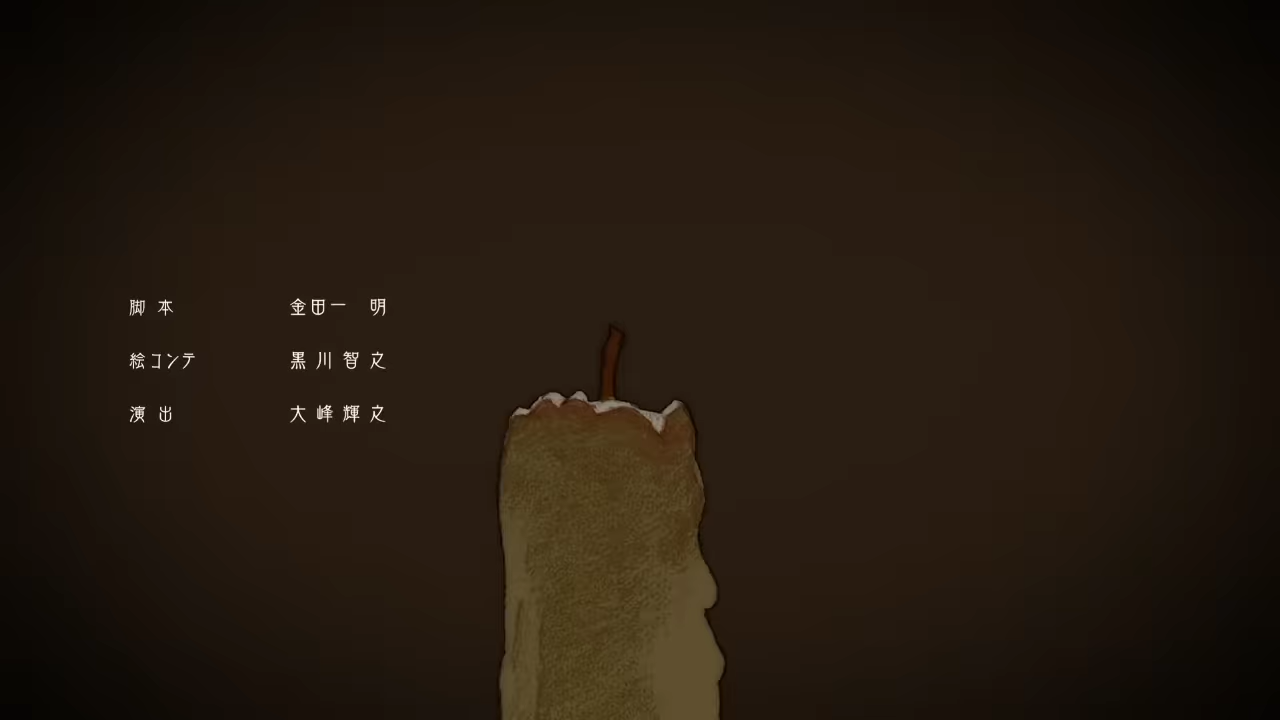 脚本 金田一 明
絵コンテ 黒川智之
演出 大峰輝之